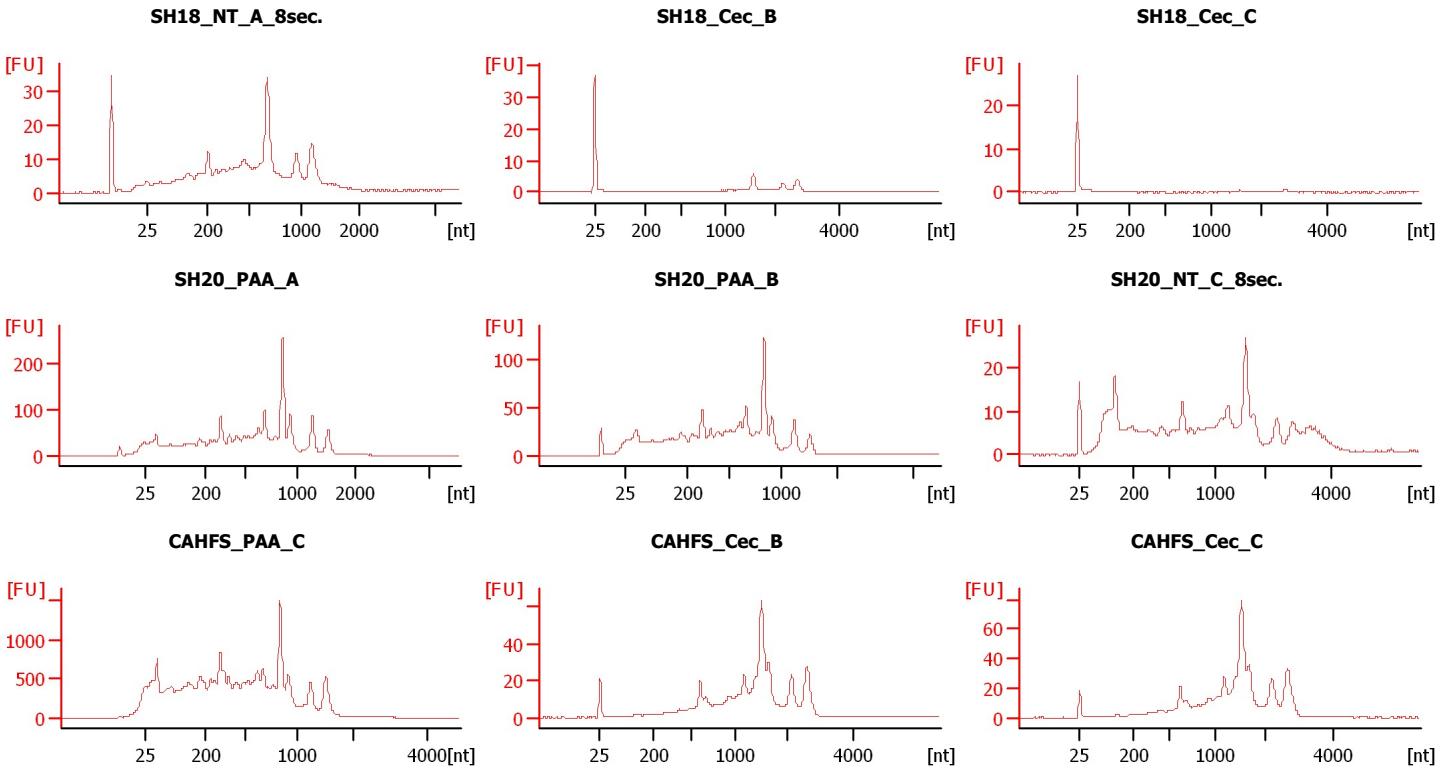 SH18_NT_A_8sec.
[FU]
30
20
10
0
25 200 1000 2000 [nt]
SH18_Cec_B
[FU]
30
20
10
0
25 200 1000 4000 [nt]
SH18_Cec_C
[FU]
20
10
0
25 200 1000 4000 [nt]
SH20_PAA_A
[FU]
200
100
0
25 200 1000 2000 [nt]
SH20_PAA_B
[FU]
100
50
0
25 200 1000 [nt]
SH20_NT_C_8sec.
[FU]
20
10
0
25 200 1000 4000 [nt]
CAHFS_PAA_C
[FU]
1000
500
0
25 200 1000 4000[nt]
CAHFS_Cec_B
[FU]
40
20
0
25 200 1000 4000 [nt]
CAHFS_Cec_C
[FU]
60
40
20
0
25 200 1000 4000 [nt]